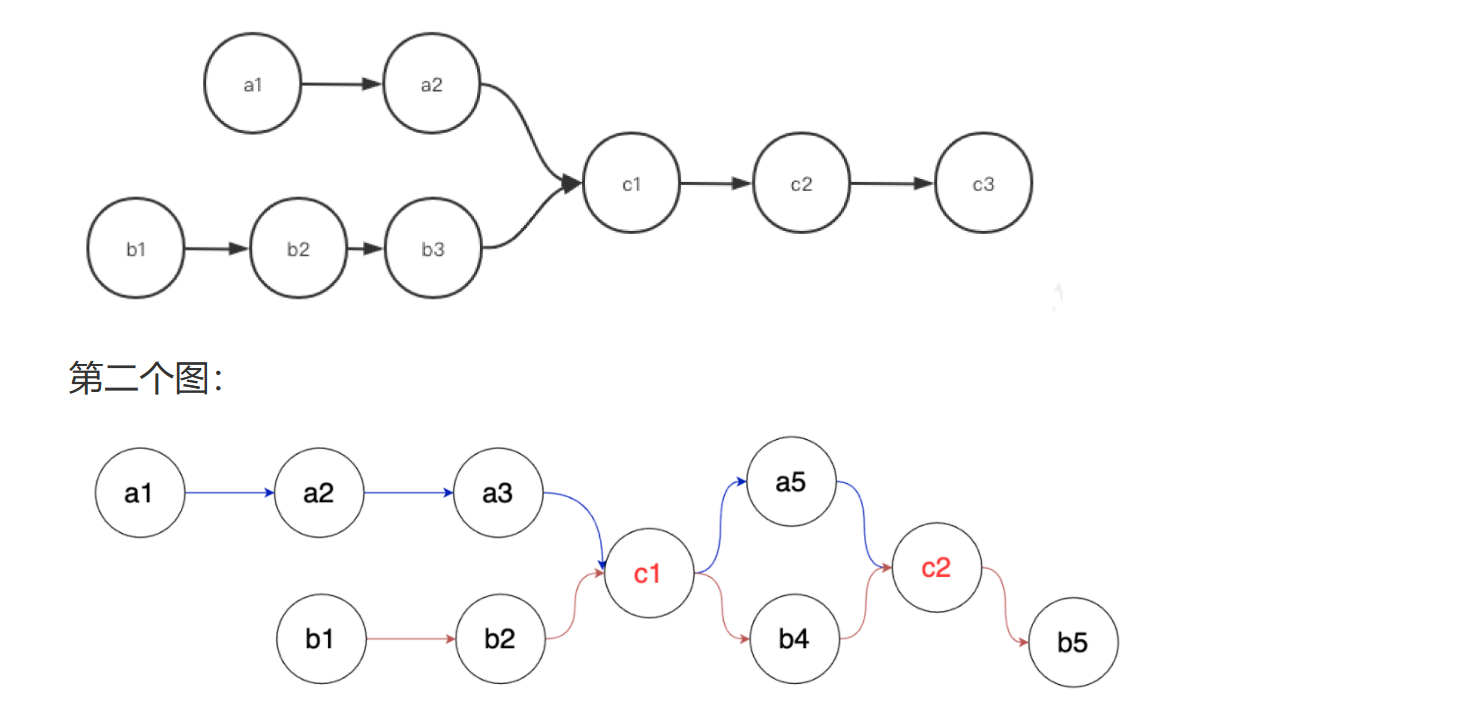 a1 a2
c1 c2 c3
b1 b2 b3
第二个图：
a5
a1 a2 a3
c1 c2
b1 b2 b4 b5